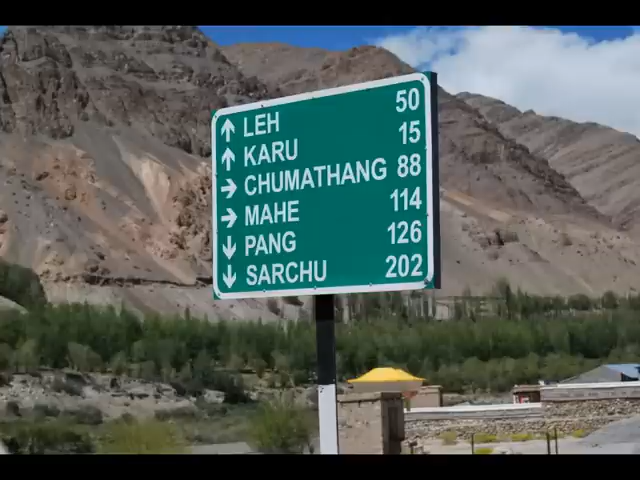 ↑ LEH 50
↑ KARU 15
→ CHUMATHANG 88
→ MAHE 114
↓ PANG 126
↓ SARCHU 202